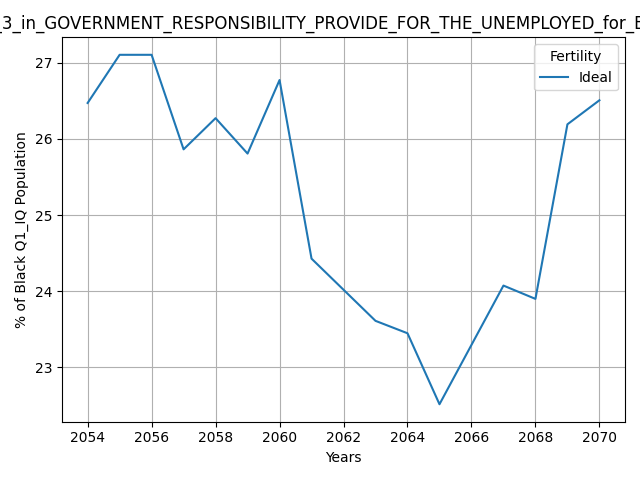 _3_in_GOVERNMENT_RESPONSIBILITY_PROVIDE_FOR_THE_UNEMPLOYED_for_
Fertility
Ideal
27
26
25
24
23
% of Black Q1_IQ Population
2054 2056 2058 2060 2062 2064 2066 2068 2070
Years